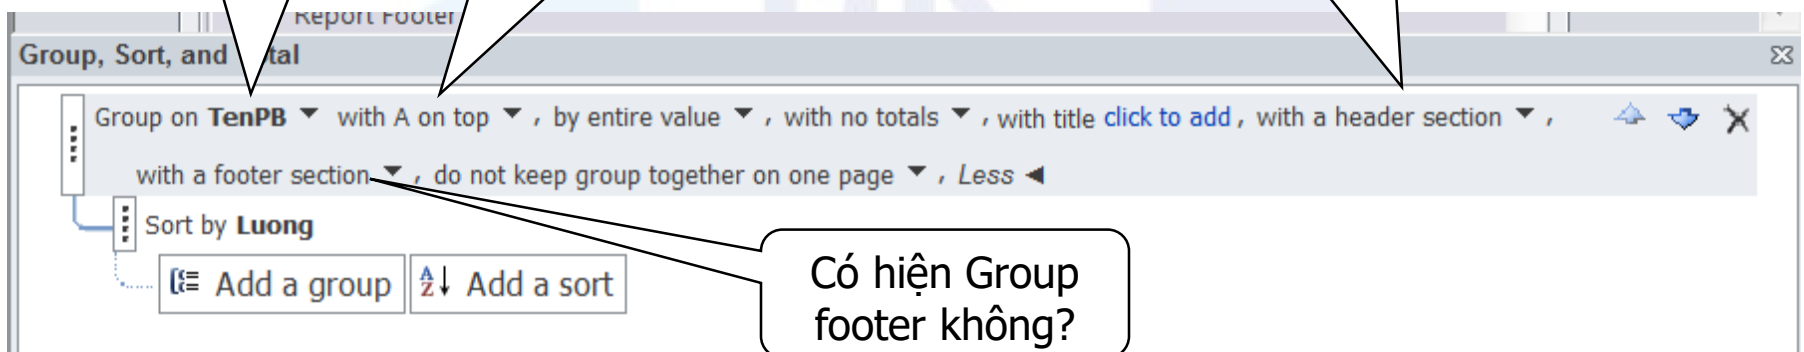 Report Footer
Group, Sort, and tal
Group on TenPB ▼ with A on top ▼ , by entire value ▼ , with no totals ▼ , with title click to add , with a header section ▼ ,
with a footer section ▼ , do not keep group together on one page ▼ , Less ◀
Sort by Luong
Add a group
Add a sort
Có hiện Group
footer không?